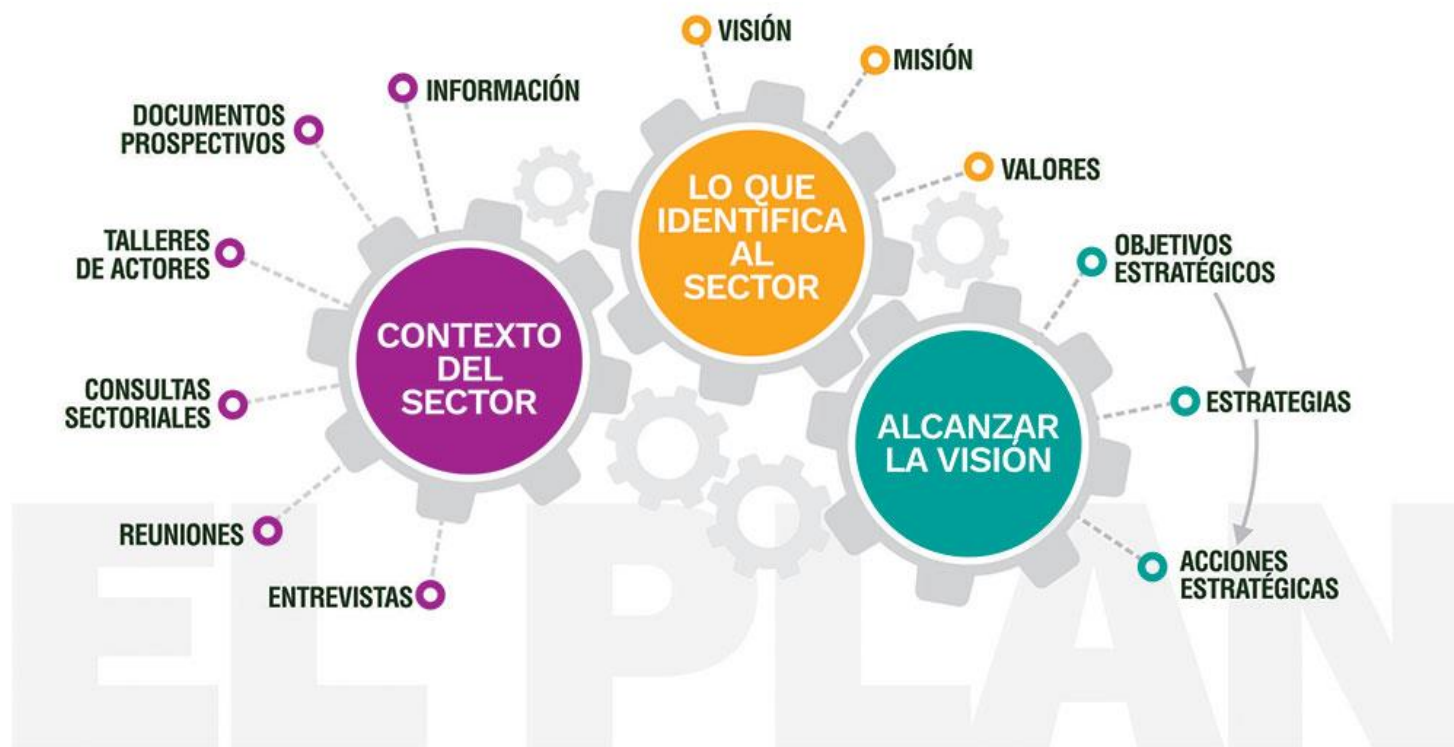 VISIÓN
MISIÓN
VALORES
INFORMACIÓN
DOCUMENTOS
PROSPECTIVOS
TALLERES
DE ACTORES
CONSULTAS
SECTORIALES
REUNIONES
ENTREVISTAS
CONTEXTO
DEL
SECTOR
LO QUE
IDENTÍFICA
AL
SECTOR
ALCANZAR
LA VISIÓN
OBJETIVOS
ESTRATÉGICOS
ESTRATEGIAS
ACCIONES
ESTRATÉGICAS
EL PLAN